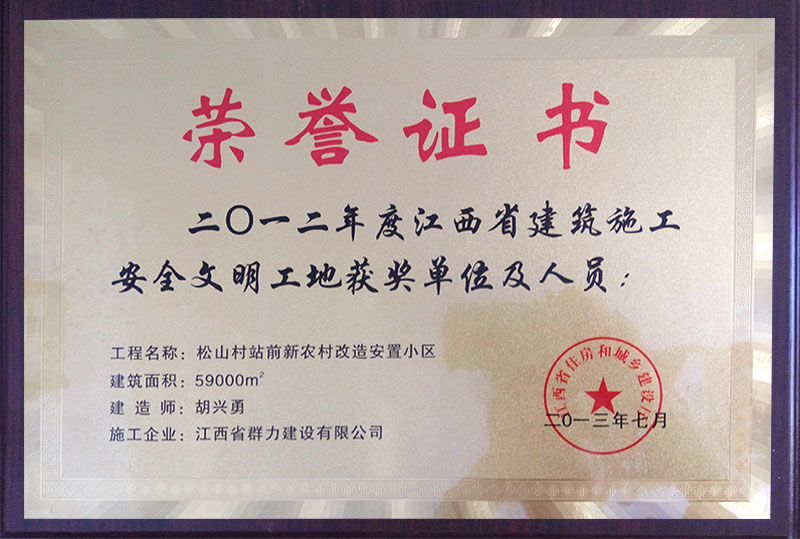 荣誉证书
二〇一二年度江西省建筑施工
安全文明工地获奖单位及人员：
工程名称：松山村站前新农村改造安置小区
建筑面积：59000m²
建 造 师：胡兴勇
施工企业：江西省群力建设有限公司
江西省住房和城乡建设厅
二〇一三年七月